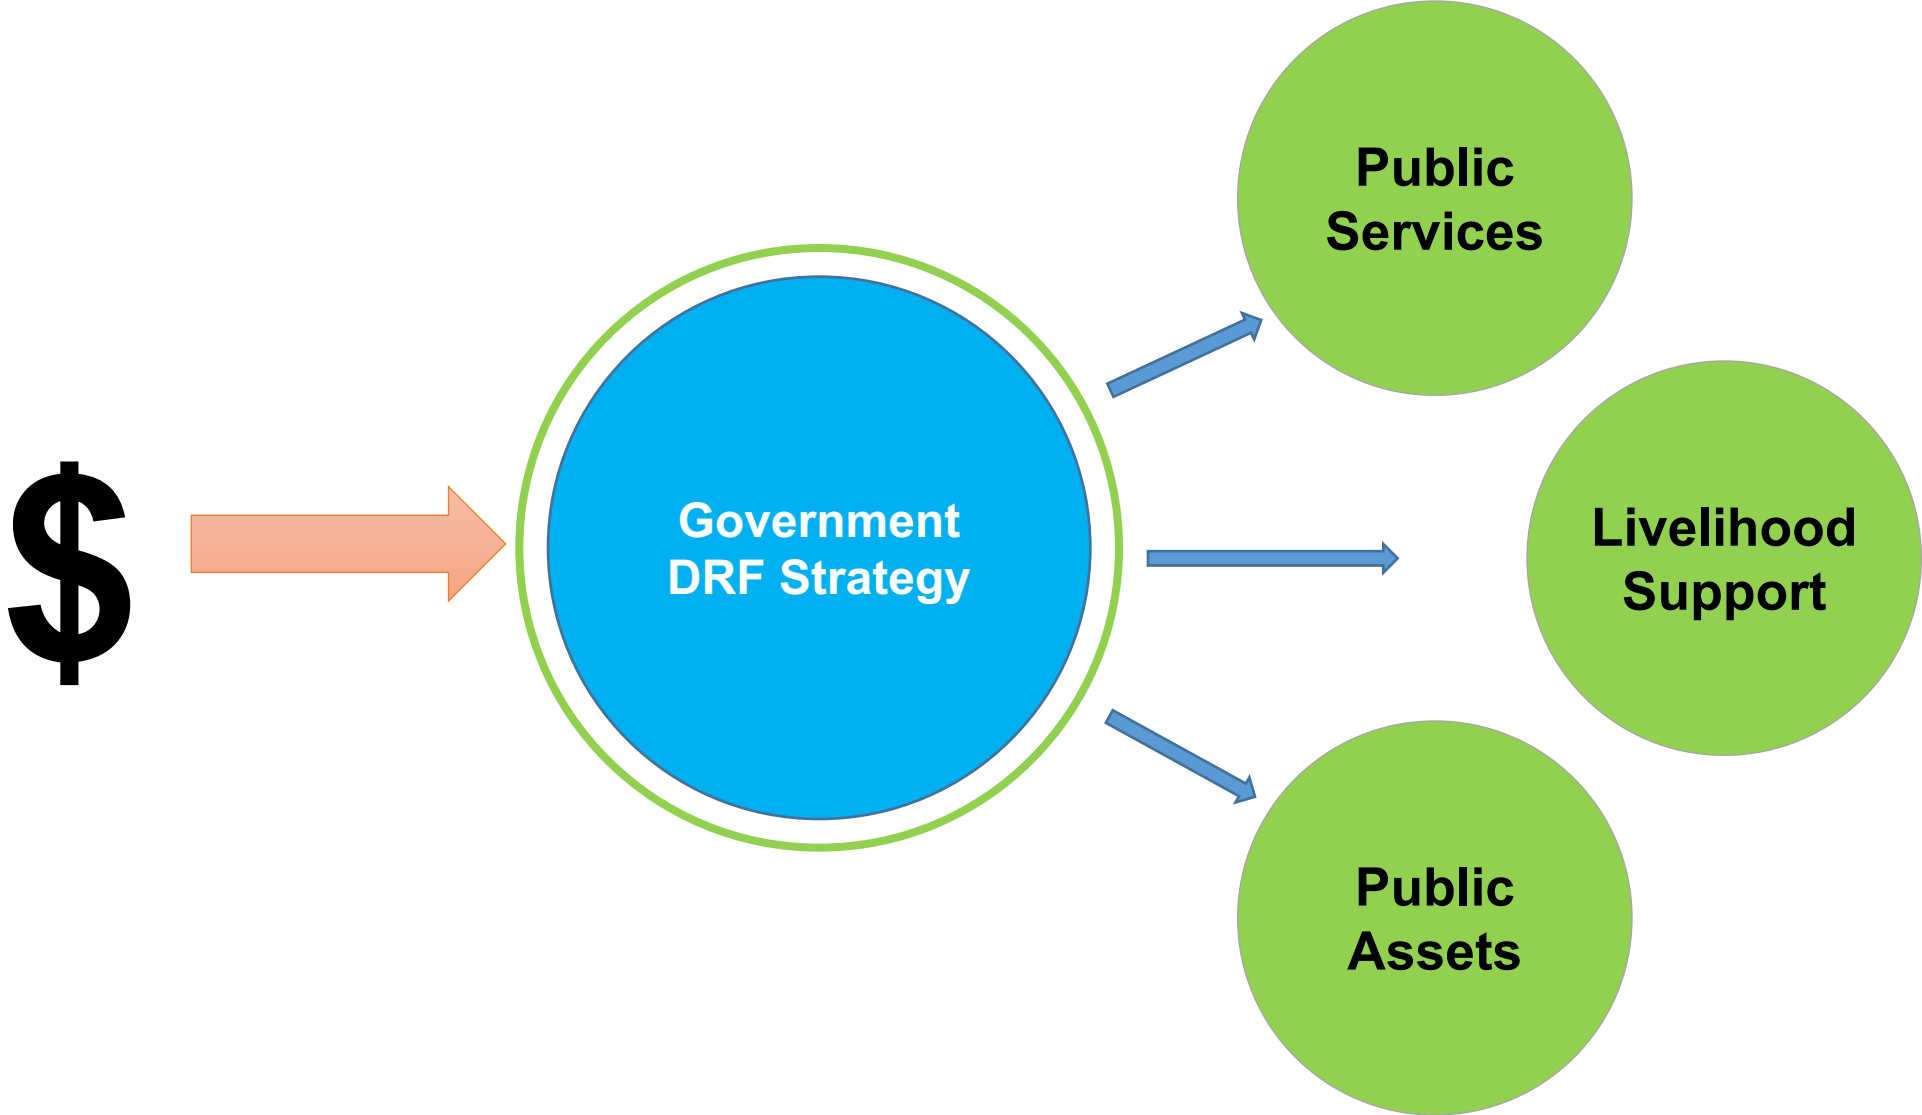 $
Government
DRF Strategy
Public
Services
Livelihood
Support
Public
Assets